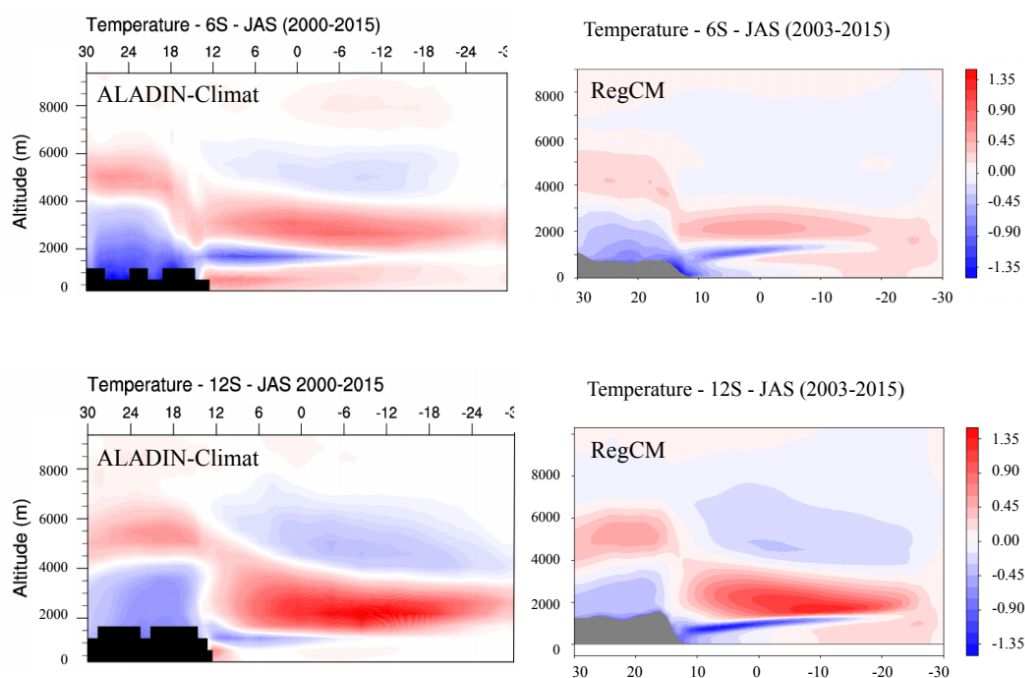 Temperature - 6S - JAS (2000-2015)
30 24 18 12 6 0 -6 -12 -18 -24 -3
ALADIN-Climat
Altitude (m)
8000
6000
4000
2000
0
Temperature - 6S - JAS (2003-2015)
RegCM
8000
6000
4000
2000
0
30 20 10 0 -10 -20 -30
1.35
0.90
0.45
0.00
-0.45
-0.90
-1.35
Temperature - 12S - JAS 2000-2015
30 24 18 12 6 0 -6 -12 -18 -24 -3
ALADIN-Climat
Altitude (m)
8000
6000
4000
2000
0
Temperature - 12S - JAS (2003-2015)
RegCM
8000
6000
4000
2000
0
30 20 10 0 -10 -20 -30
1.35
0.90
0.45
0.00
-0.45
-0.90
-1.35